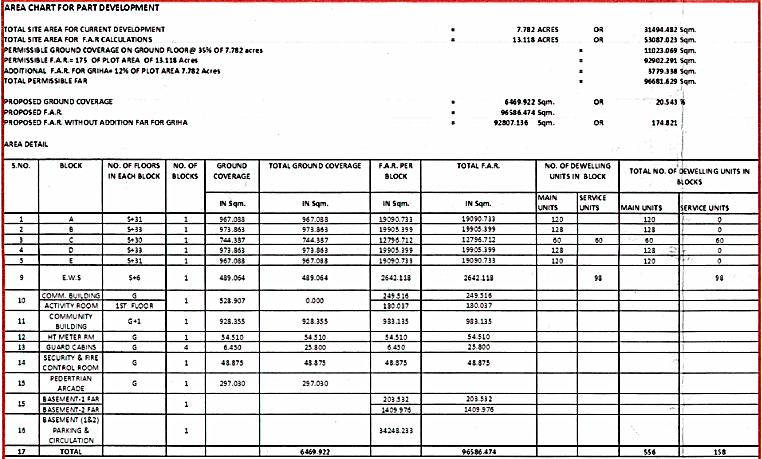 AREA CHART FOR PART DEVELOPMENT
TOTAL SITE AREA FOR CURRENT DEVELOPMENT = 7.782 ACRES OR 31494.482 Sqm.
TOTAL SITE AREA FOR F.A.R CALCULATIONS = 13.118 ACRES OR 53087.023 Sqm.
PERMISSIBLE GROUND COVERAGE ON GROUND FLOOR@ 35% OF 7.782 acres = 11023.069 Sqm.
PERMISSIBLE F.A.R.= 175 OF PLOT AREA OF 13.118 Acres = 92902.291 Sqm.
ADDITIONAL F.A.R. FOR GRIHA= 12% OF PLOT AREA 7.782 Acres = 3779.338 Sqm.
TOTAL PERMISSIBLE FAR 96681.629 Sqm.
PROPOSED GROUND COVERAGE = 6469.922 Sqm. OR 20.543 %
PROPOSED F.A.R. = 96586.474 Sqm.
PROPOSED F.A.R. WITHOUT ADDITION FAR FOR GRIHA = 92807.136 Sqm. OR 174.821
AREA DETAIL
S.NO. BLOCK NO. OF FLOORS IN EACH BLOCK NO. OF BLOCKS GROUND COVERAGE TOTAL GROUND COVERAGE F.A.R. PER BLOCK TOTAL F.A.R. NO. OF DEWELLING UNITS IN BLOCK TOTAL NO. OF DEWELLING UNITS IN BLOCKS
IN Sqm. IN Sqm. IN Sqm. IN Sqm. MAIN UNITS SERVICE UNITS MAIN UNITS SERVICE UNITS
1 A S+31 1 967.088 967.088 19090.733 19090.733 120 120 0
2 B S+33 1 973.863 973.863 19905.399 19905.399 128 128 0
3 C S+30 1 744.387 744.387 12796.712 12796.712 60 60 60 60
4 D S+33 1 973.863 973.863 19905.399 19905.399 128 128 0
5 E S+31 1 967.088 967.088 19090.733 19090.733 120 120 0
9 E.W.S S+6 1 489.064 489.064 2642.118 2642.118 98 98
10 COMM. BUILDING G 1 528.907 0.000 249.516 249.516
ACTIVITY ROOM 1ST FLOOR 180.037 180.037
11 COMMUNITY BUILDING G+1 1 928.355 928.355 983.135 983.135
12 HT METER RM G 1 54.510 54.510 54.510 54.510
13 GUARD CABINS G 4 6.450 25.800 6.450 25.800
14 SECURITY & FIRE CONTROL ROOM G 1 48.875 48.875 48.875 48.875
15 PEDERTRIAN ARCADE G 1 297.030 297.030
15 BASEMENT-1 FAR 1 203.532 203.532
BASEMENT-2 FAR 1409.976 1409.976
16 BASEMENT (1&2) PARKING & CIRCULATION 1 34248.233
17 TOTAL 6469.922 96586.474 556 158